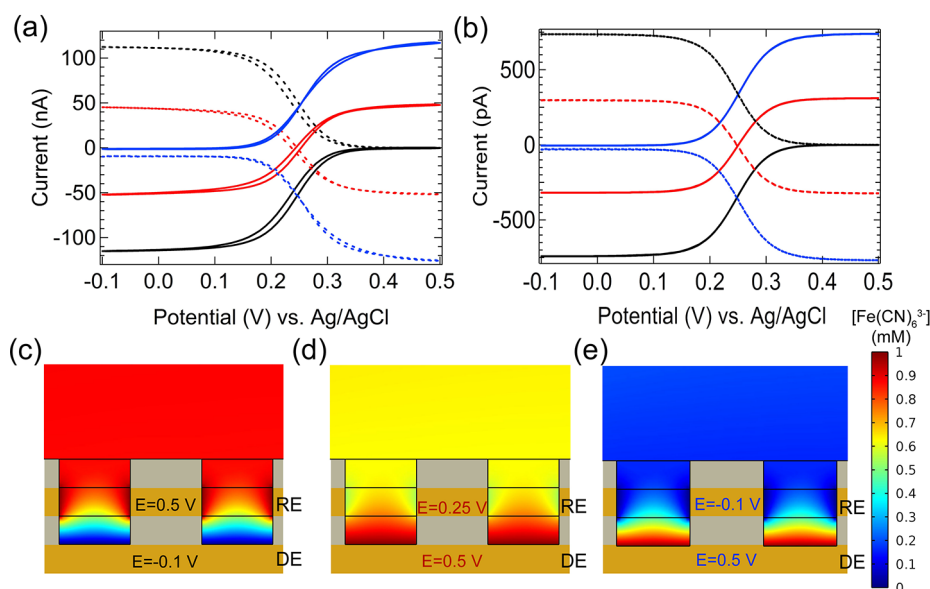 (a)
Current (nA)
100
50
0
-50
-100
-0.1 0.0 0.1 0.2 0.3 0.4 0.5
Potential (V) vs. Ag/AgCl
(b)
Current (pA)
500
0
-500
-0.1 0.0 0.1 0.2 0.3 0.4 0.5
Potential (V) vs. Ag/AgCl
(c)
E=0.5 V
RE
E=-0.1 V
DE
(d)
E=0.25 V
RE
E=0.5 V
DE
(e)
E=-0.1 V
RE
E=0.5 V
DE
[Fe(CN)₆³⁻]
(mM)
1
0.9
0.8
0.7
0.6
0.5
0.4
0.3
0.2
0.1
0